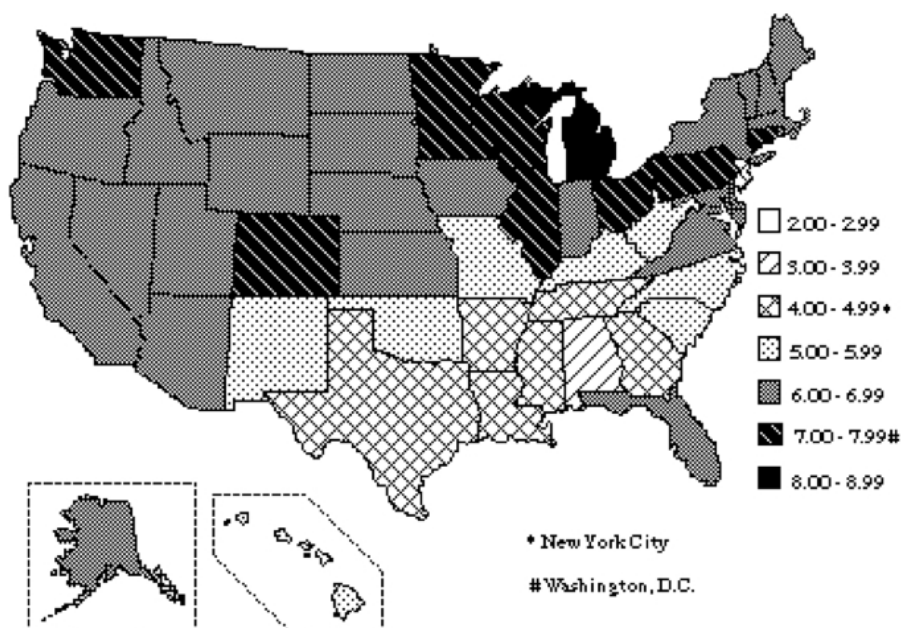 2.00 - 2.99
3.00 - 3.99
4.00 - 4.99*
5.00 - 5.99
6.00 - 6.99
7.00 - 7.99#
8.00 - 8.99
* New York City
# Washington, D.C.